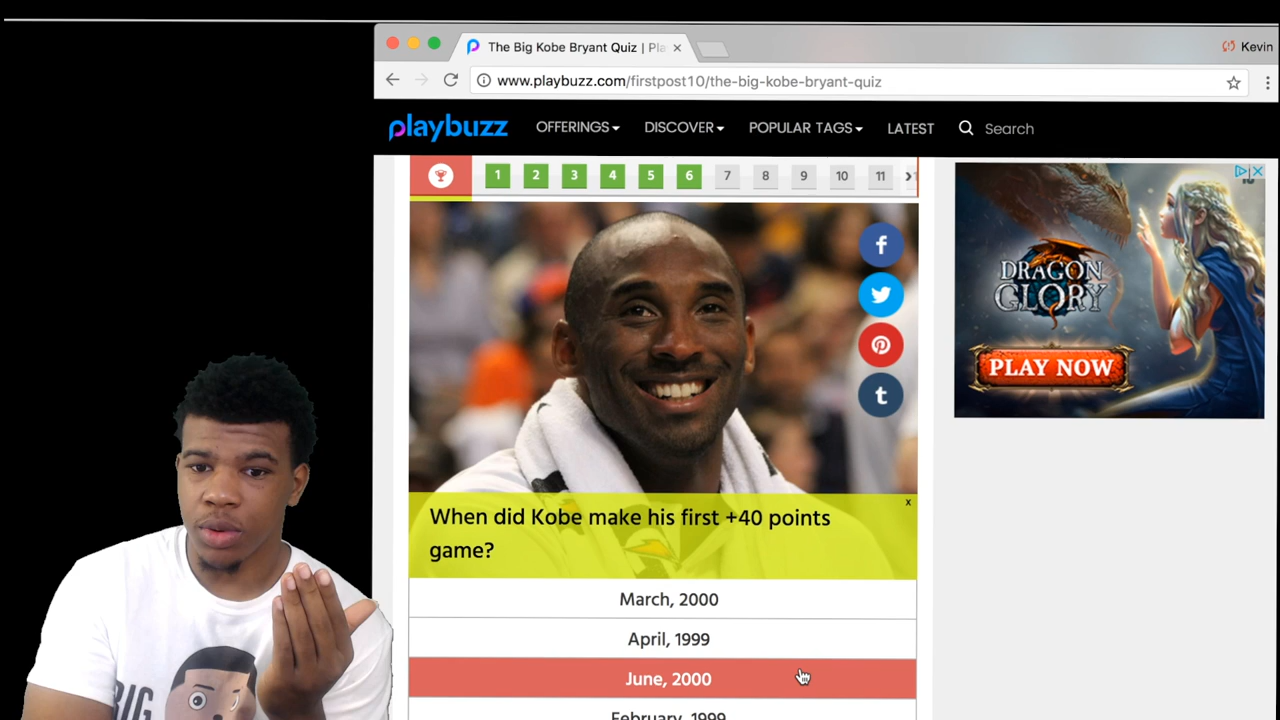 The Big Kobe Bryant Quiz | Pla
Kevin
www.playbuzz.com/firstpost10/the-big-kobe-bryant-quiz
playbuzz OFFERINGS DISCOVER POPULAR TAGS LATEST Search
1 2 3 4 5 6 7 8 9 10 11
DRAGON
GLORY
PLAY NOW
f
t
When did Kobe make his first +40 points
game?
x
March, 2000
April, 1999
June, 2000
February, 1999
BIG